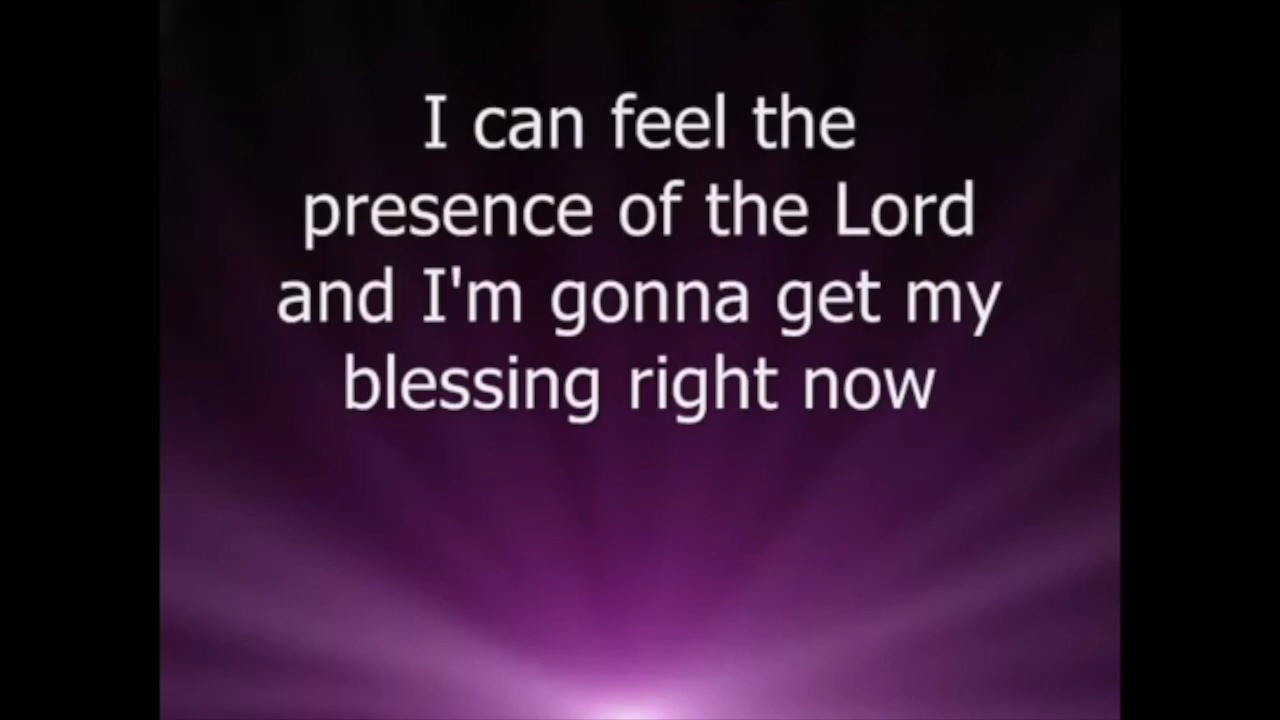 I can feel the
presence of the Lord
and I'm gonna get my
blessing right now